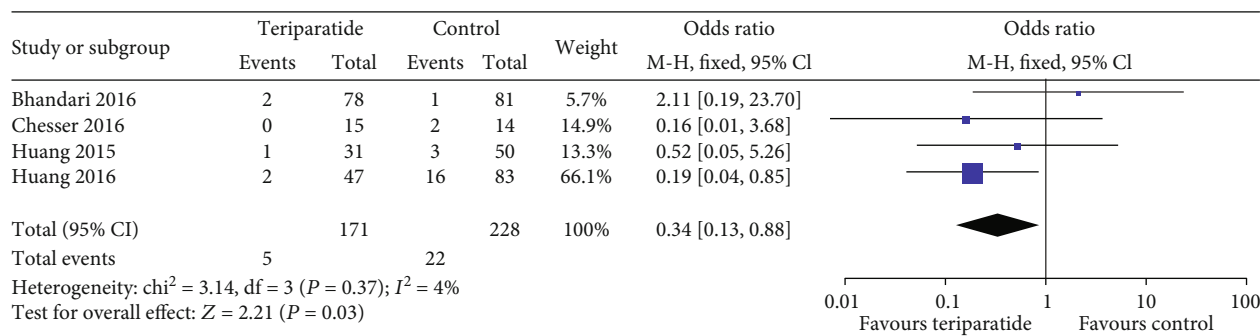 Study or subgroup Teriparatide Control Weight Odds ratio Odds ratio
Events Total Events Total M-H, fixed, 95% Cl M-H, fixed, 95% Cl
Bhandari 2016 2 78 1 81 5.7% 2.11 [0.19, 23.70]
Chesser 2016 0 15 2 14 14.9% 0.16 [0.01, 3.68]
Huang 2015 1 31 3 50 13.3% 0.52 [0.05, 5.26]
Huang 2016 2 47 16 83 66.1% 0.19 [0.04, 0.85]
Total (95% CI) 171 228 100% 0.34 [0.13, 0.88]
Total events 5 22
Heterogeneity: chi² = 3.14, df = 3 (P = 0.37); I² = 4%
Test for overall effect: Z = 2.21 (P = 0.03)
0.01 0.1 1 10 100
Favours teriparatide Favours control